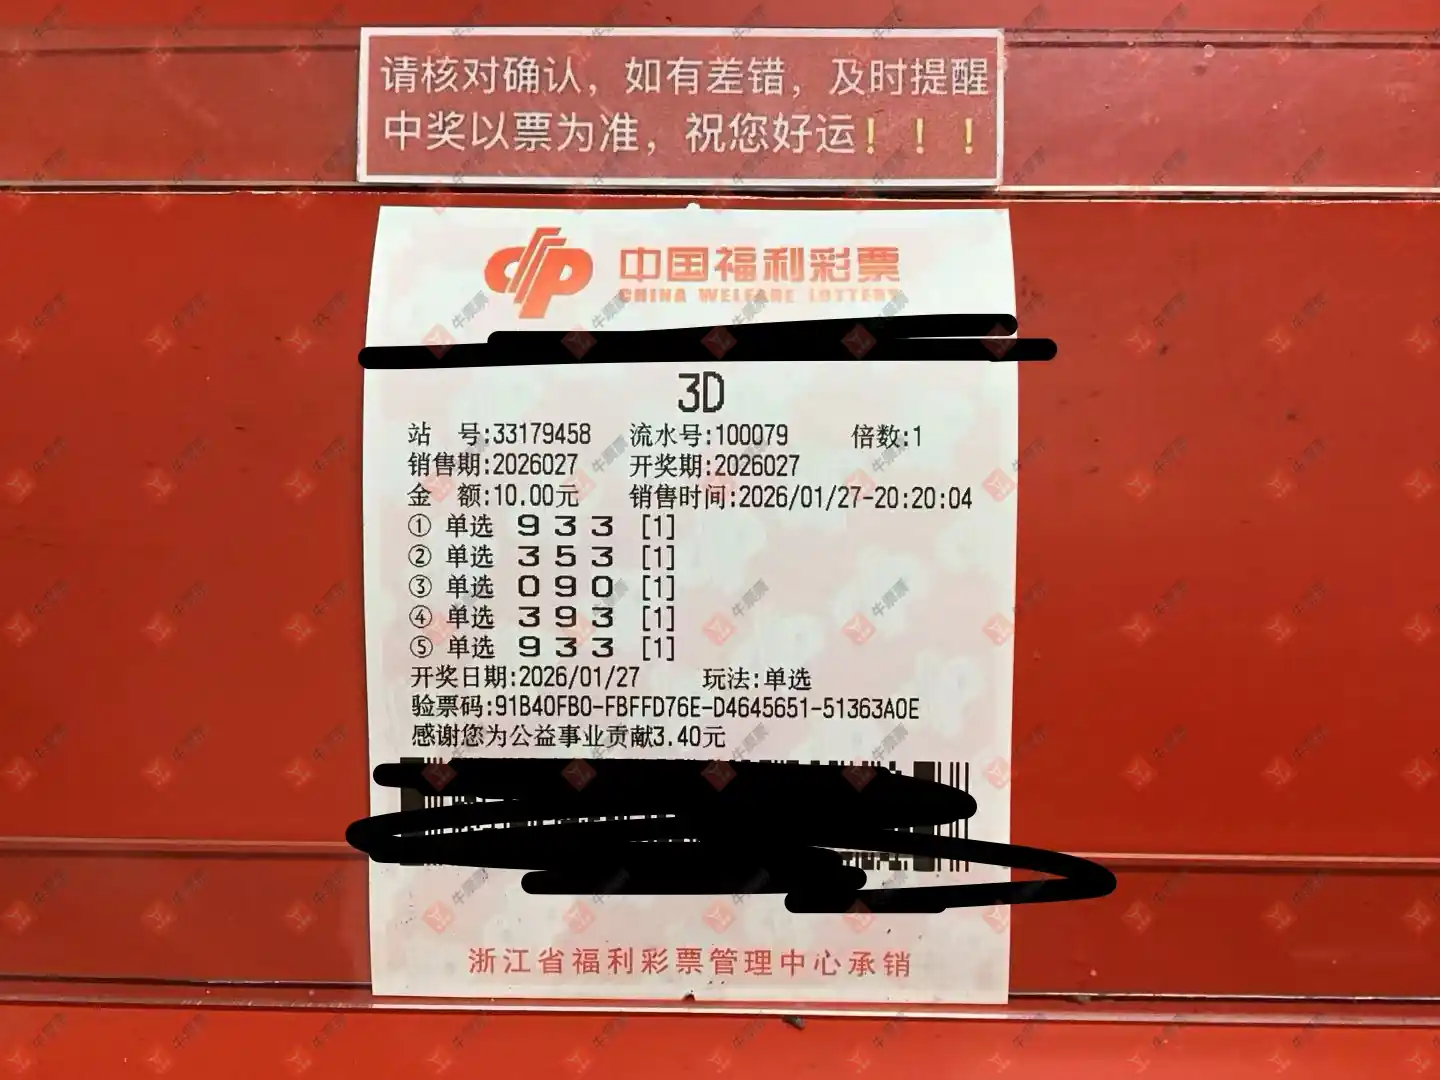 请核对确认，如有差错，及时提醒
中奖以票为准，祝您好运！！！
中国福利彩票
CHINA WELFARE LOTTERY
3D
站 号:33179458 流水号:100079 倍数:1
销售期:2026027 开奖期:2026027
金 额:10.00元 销售时间:2026/01/27-20:20:04
① 单选 9 3 3 [1]
② 单选 3 5 3 [1]
③ 单选 0 9 0 [1]
④ 单选 3 9 3 [1]
⑤ 单选 9 3 3 [1]
开奖日期:2026/01/27 玩法:单选
验票码:91B40FB0-FBFFD76E-D4645651-51363A0E
感谢您为公益事业贡献3.40元
浙江省福利彩票管理中心承销
牛票票